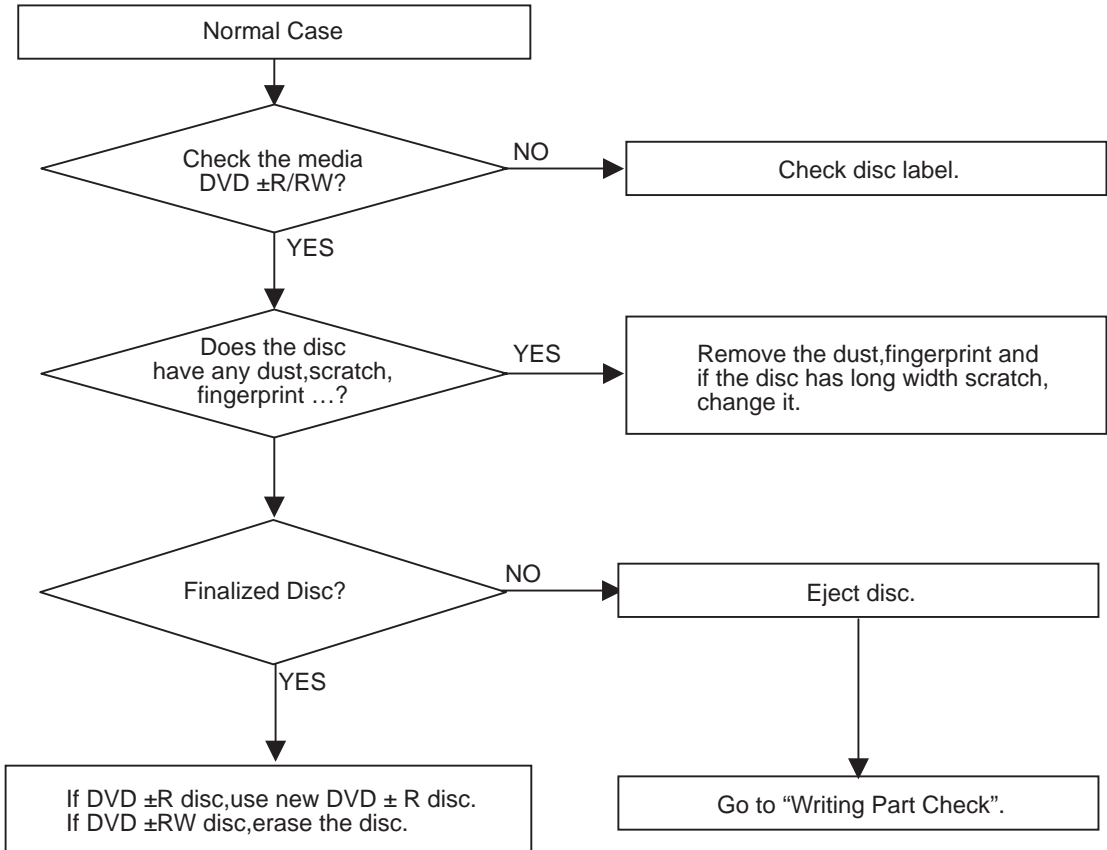 Normal Case
Check the media
DVD ±R/RW?
NO
Check disc label.
YES
Does the disc
have any dust,scratch,
fingerprint …?
YES
Remove the dust,fingerprint and
if the disc has long width scratch,
change it.
Finalized Disc?
NO
Eject disc.
YES
If DVD ±R disc,use new DVD ± R disc.
If DVD ±RW disc,erase the disc.
Go to “Writing Part Check”.